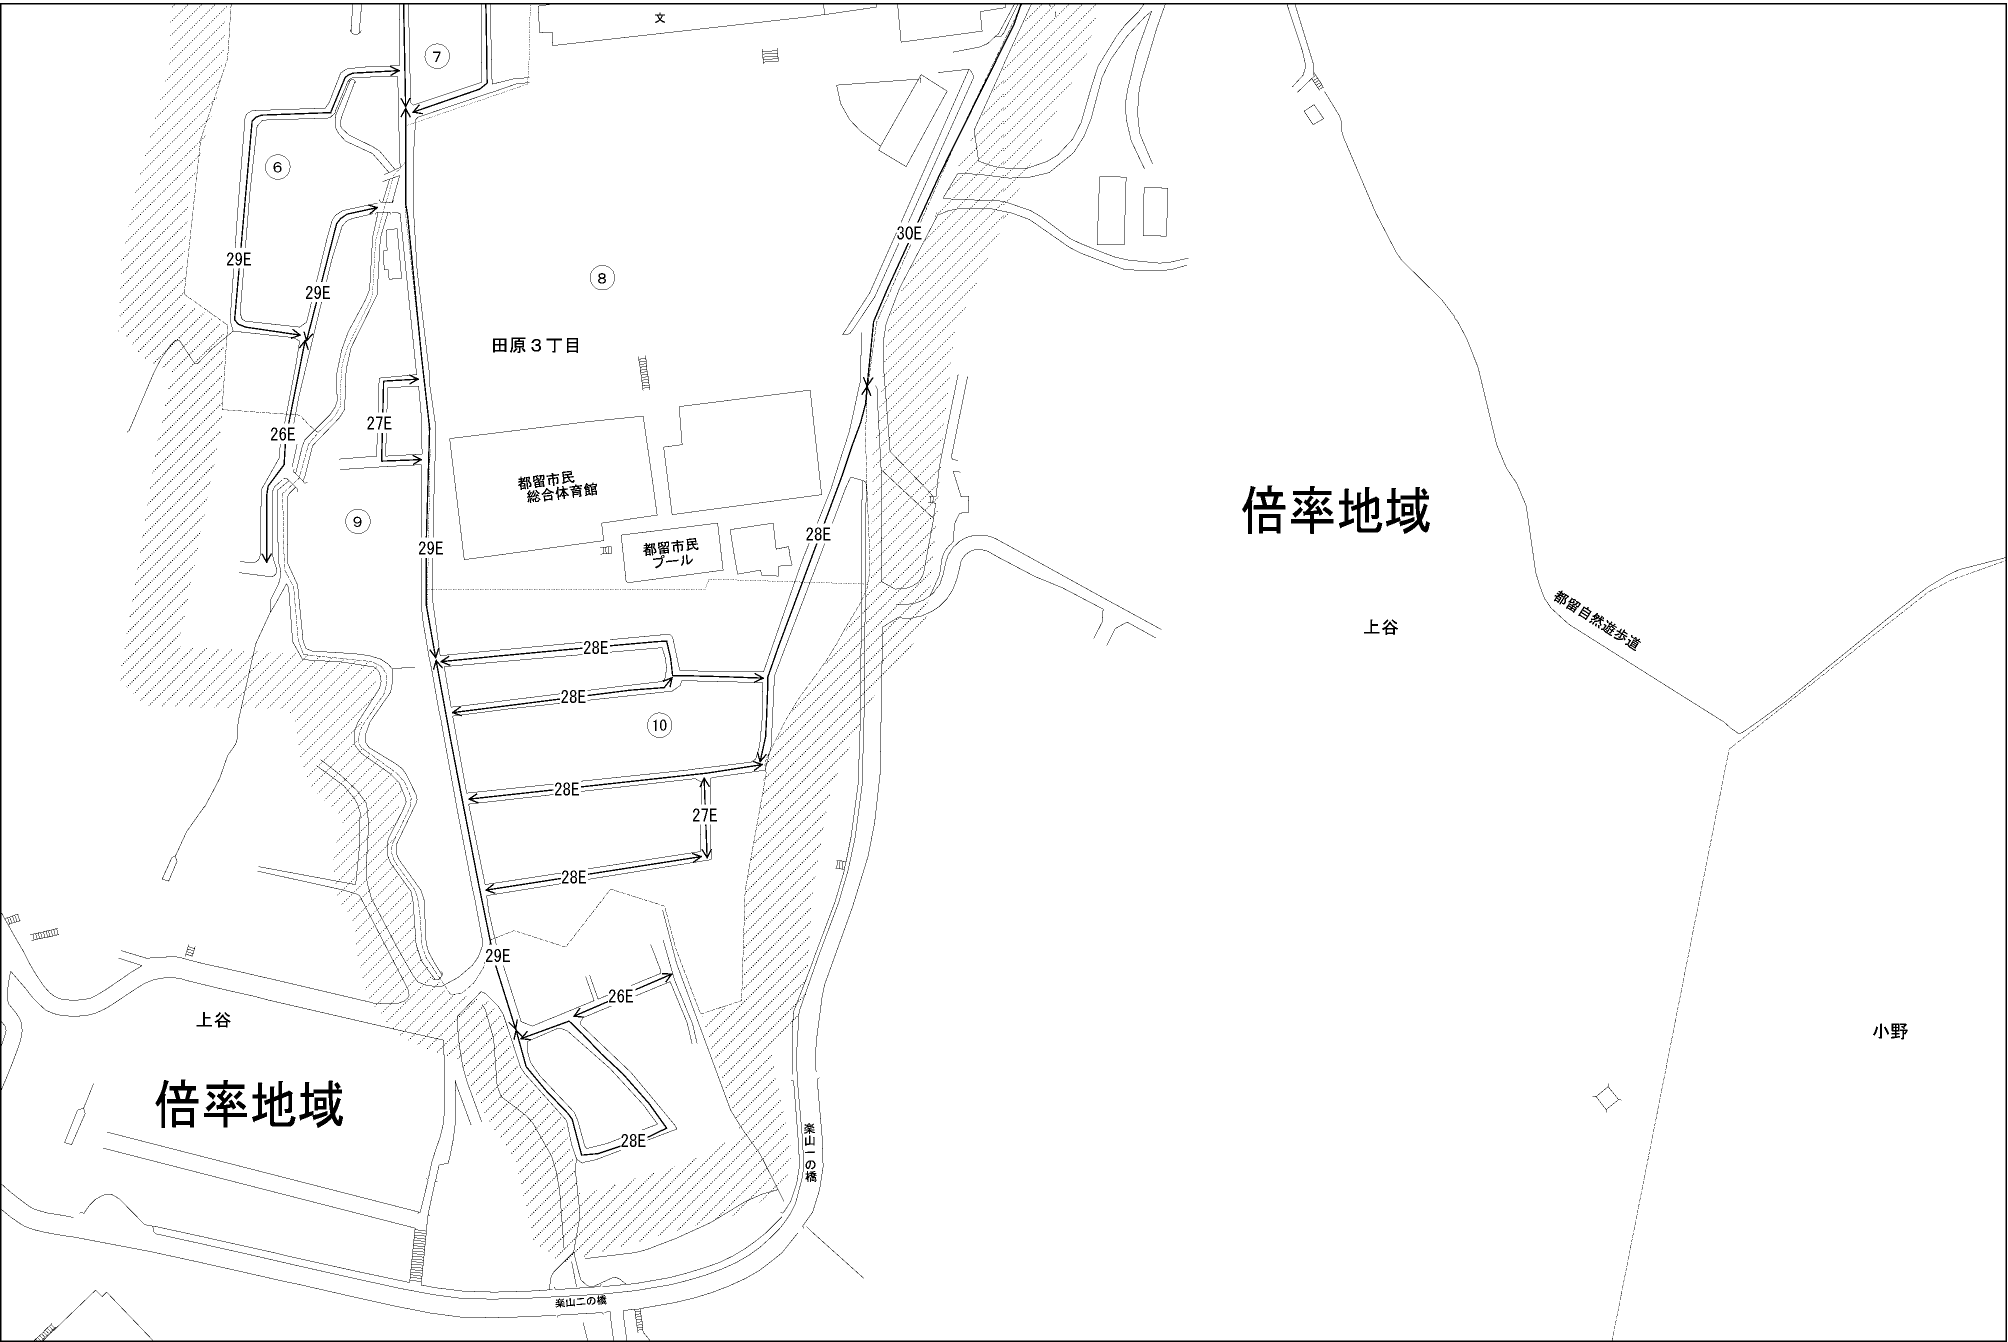 文
⑦
⑥
30E
29E
⑧
29E
田原３丁目
27E
26E
都留市民
総合体育館
倍率地域
⑨
28E
29E
都留市民
プール
都留自然遊歩道
上谷
28E
28E
⑩
28E
27E
28E
29E
26E
上谷
小野
倍率地域
28E
楽山一の橋
楽山二の橋